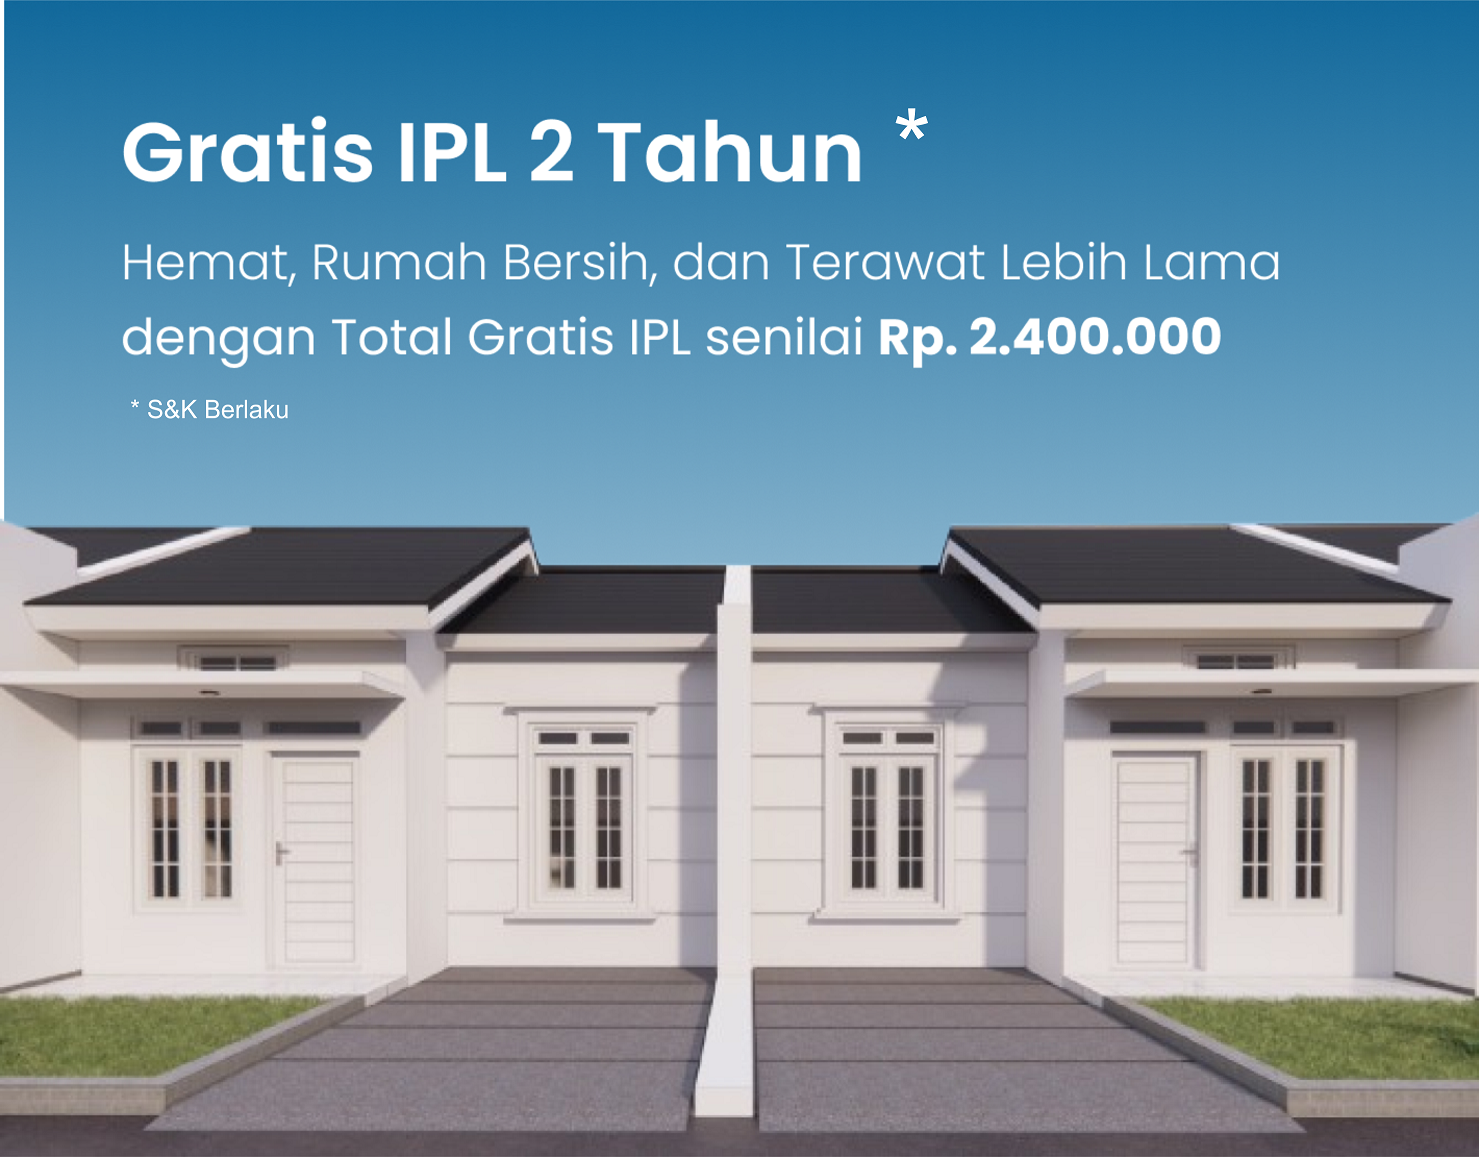 Gratis IPL 2 Tahun *
Hemat, Rumah Bersih, dan Terawat Lebih Lama
dengan Total Gratis IPL senilai Rp. 2.400.000
* S&K Berlaku